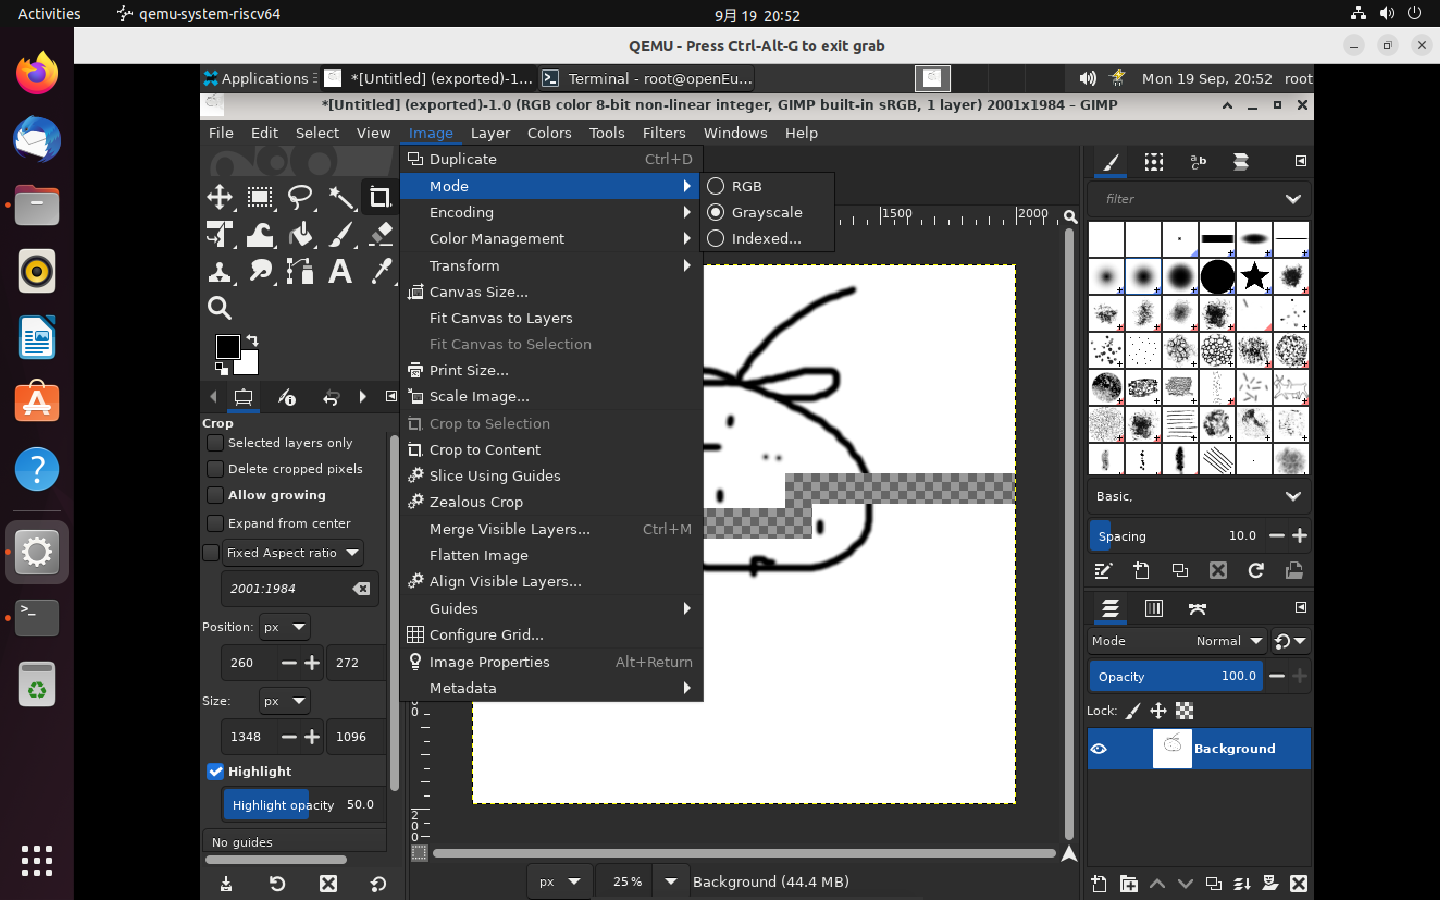 Activities
qemu-system-riscv64
9月 19 20:52
QEMU - Press Ctrl-Alt-G to exit grab
Applications
*[Untitled] (exported)-1...
Terminal - root@openEu...
Mon 19 Sep, 20:52
root
*[Untitled] (exported)-1.0 (RGB color 8-bit non-linear integer, GIMP built-in sRGB, 1 layer) 2001x1984 – GIMP
File Edit Select View Image Layer Colors Tools Filters Windows Help
Duplicate Ctrl+D
Mode
Encoding
Color Management
Transform
Canvas Size...
Fit Canvas to Layers
Fit Canvas to Selection
Print Size...
Scale Image...
Crop to Selection
Crop to Content
Slice Using Guides
Zealous Crop
Merge Visible Layers... Ctrl+M
Flatten Image
Align Visible Layers...
Guides
Configure Grid...
Image Properties Alt+Return
Metadata
RGB
Grayscale
Indexed...
1500
2000
Crop
Selected layers only
Delete cropped pixels
Allow growing
Expand from center
Fixed Aspect ratio
2001:1984
Position: px
260 272
Size: px
1348 1096
Highlight
Highlight opacity 50.0
No guides
px
25 %
Background (44.4 MB)
filter
Basic,
Spacing 10.0
Mode Normal
Opacity 100.0
Lock:
Background